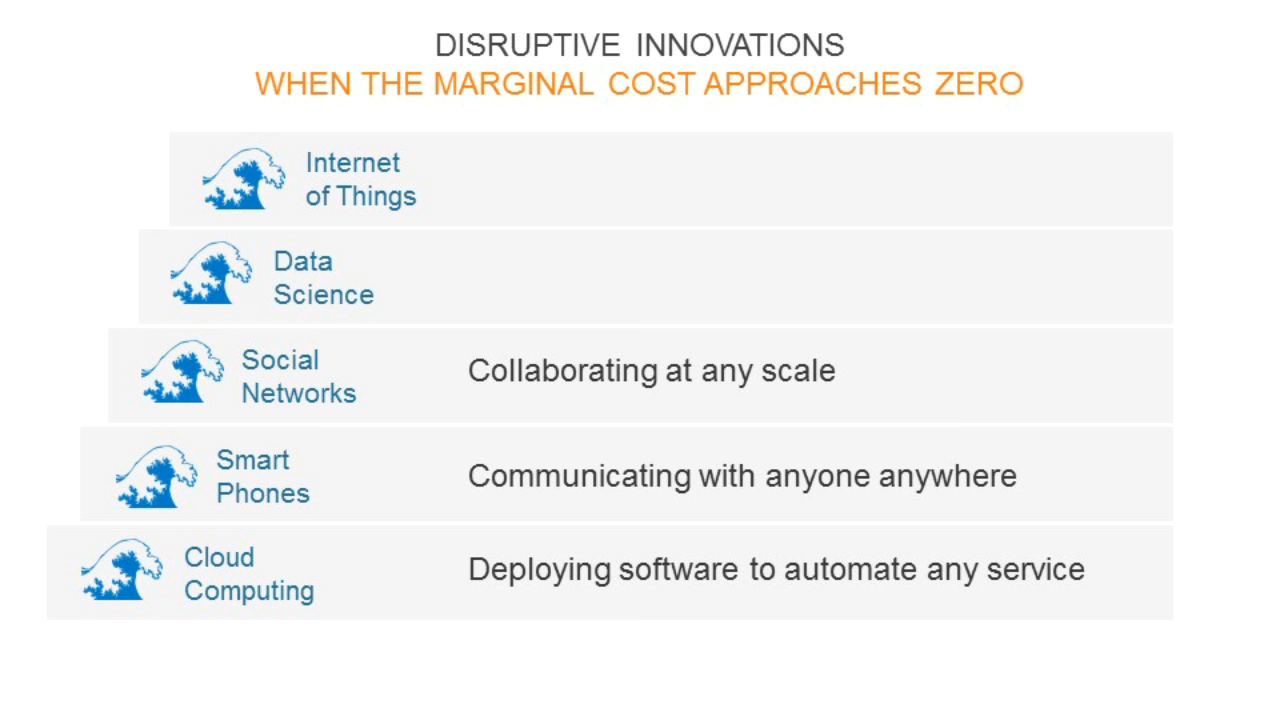 DISRUPTIVE INNOVATIONS
WHEN THE MARGINAL COST APPROACHES ZERO
Internet
of Things
Data
Science
Social
Networks
Collaborating at any scale
Smart
Phones
Communicating with anyone anywhere
Cloud
Computing
Deploying software to automate any service